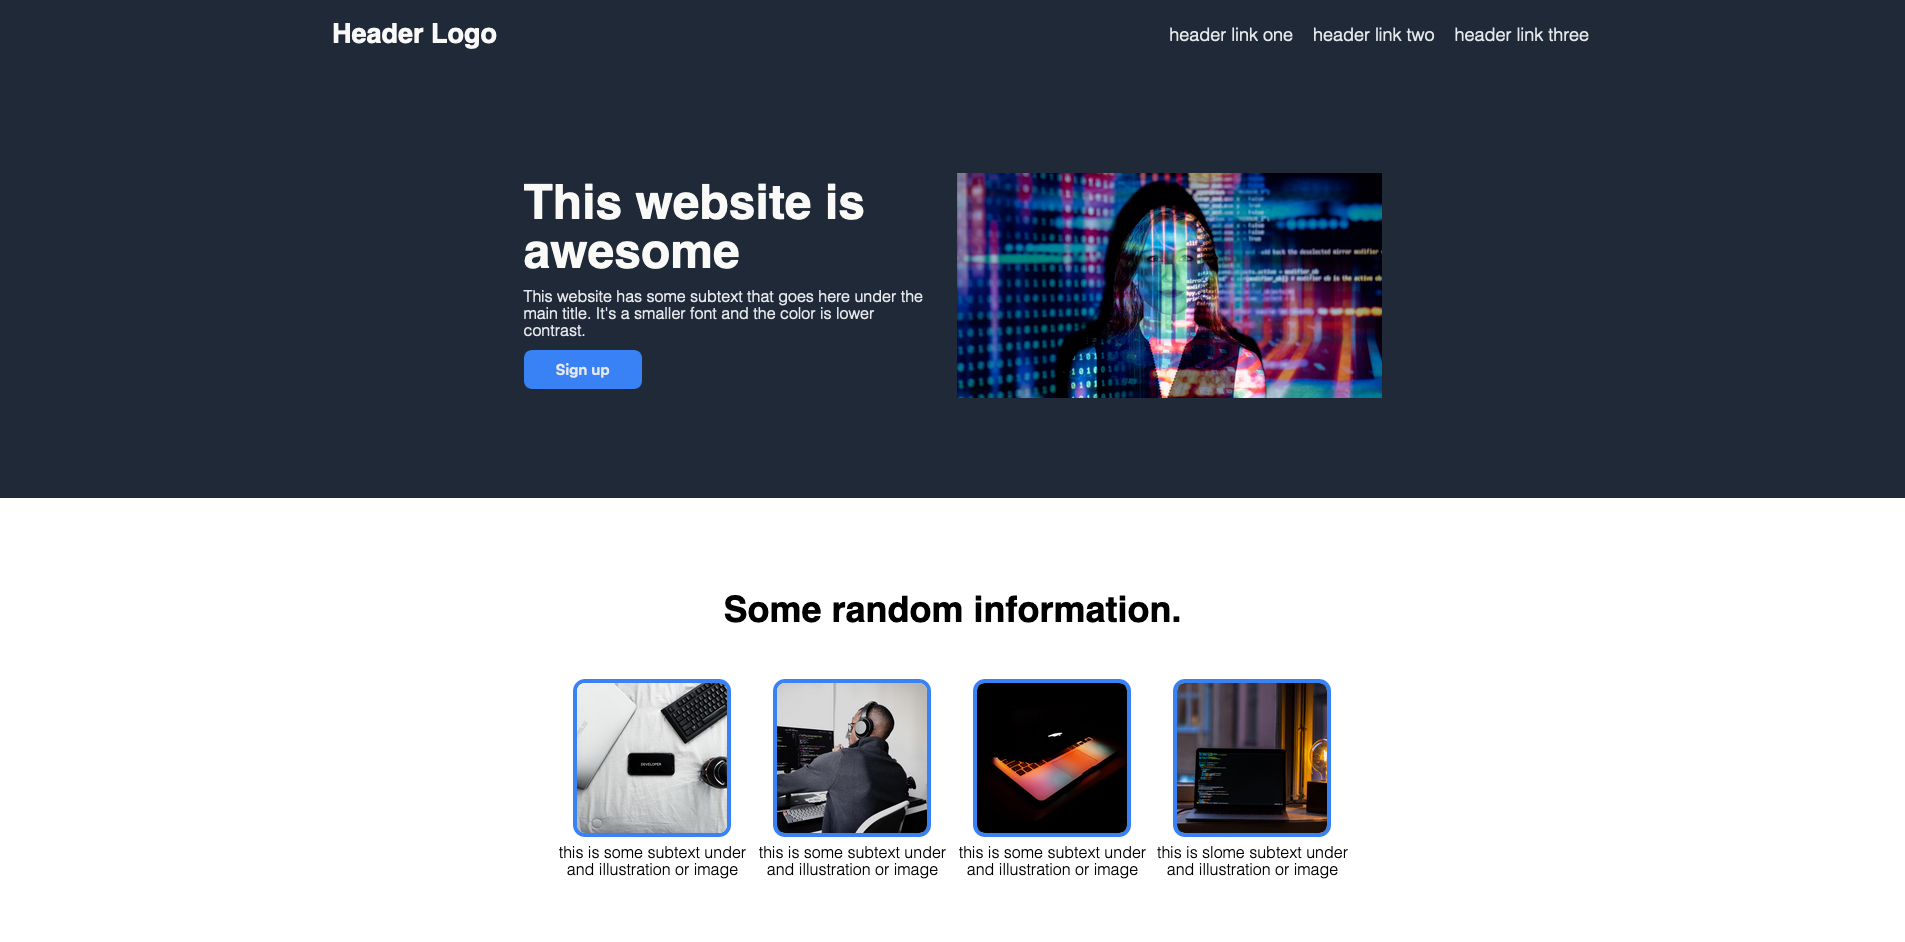 Header Logo
header link one header link two header link three
This website is
awesome
This website has some subtext that goes here under the
main title. It's a smaller font and the color is lower
contrast.
Sign up
Some random information.
DEVELOPER
this is some subtext under
and illustration or image
this is some subtext under
and illustration or image
this is some subtext under
and illustration or image
this is slome subtext under
and illustration or image